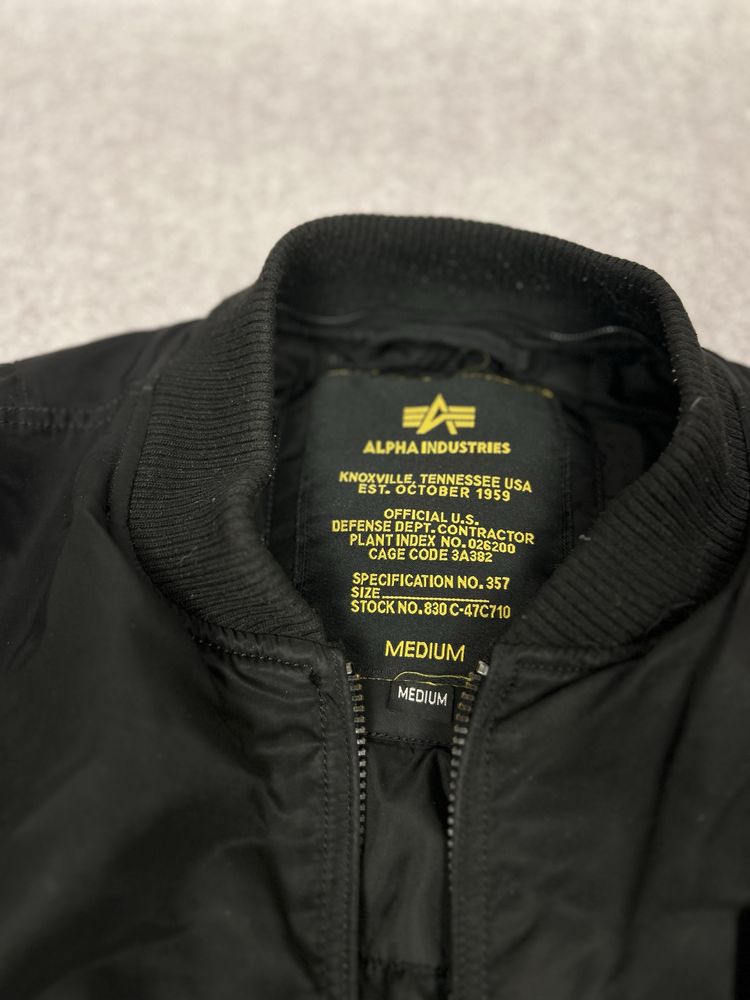 ALPHA INDUSTRIES
KNOXVILLE, TENNESSEE USA
EST. OCTOBER 1959
OFFICIAL U.S.
DEFENSE DEPT. CONTRACTOR
PLANT INDEX NO. 026200
CAGE CODE 3A382
SPECIFICATION NO. 357
SIZE
STOCK NO. 830 C-47C710
MEDIUM
MEDIUM